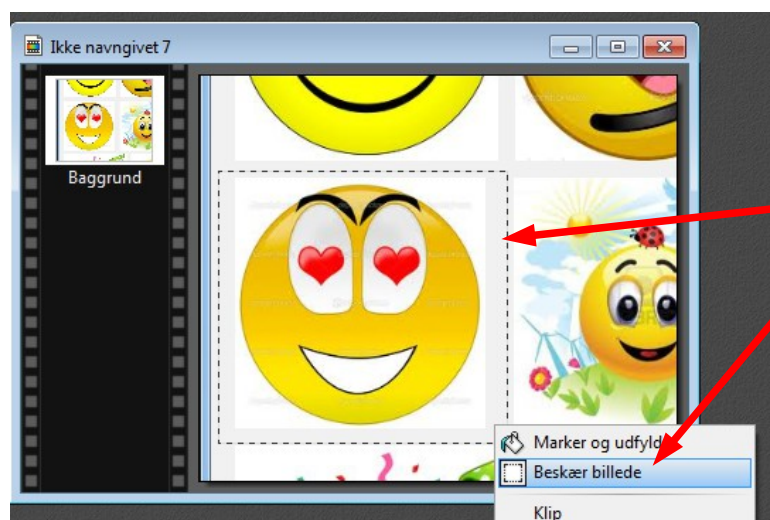 Ikke navngivet 7
Baggrund
Marker og udfyld
Beskær billede
Klip